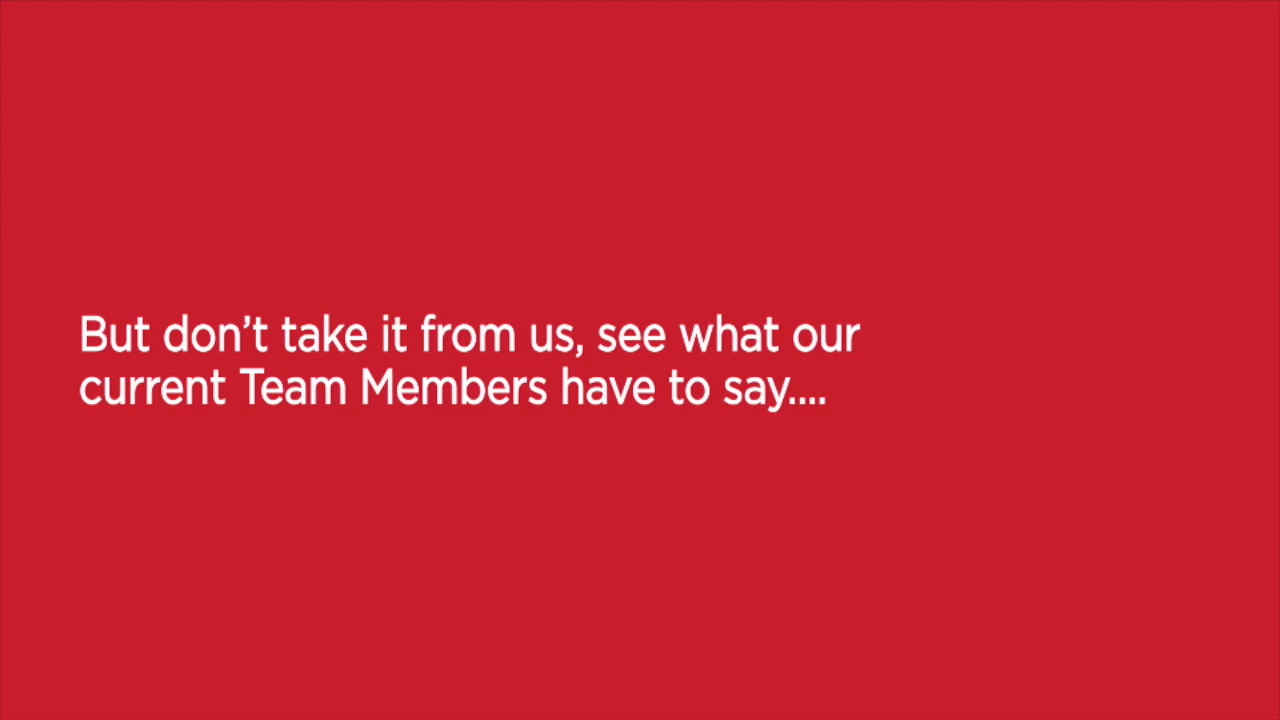 But don’t take it from us, see what our
current Team Members have to say....